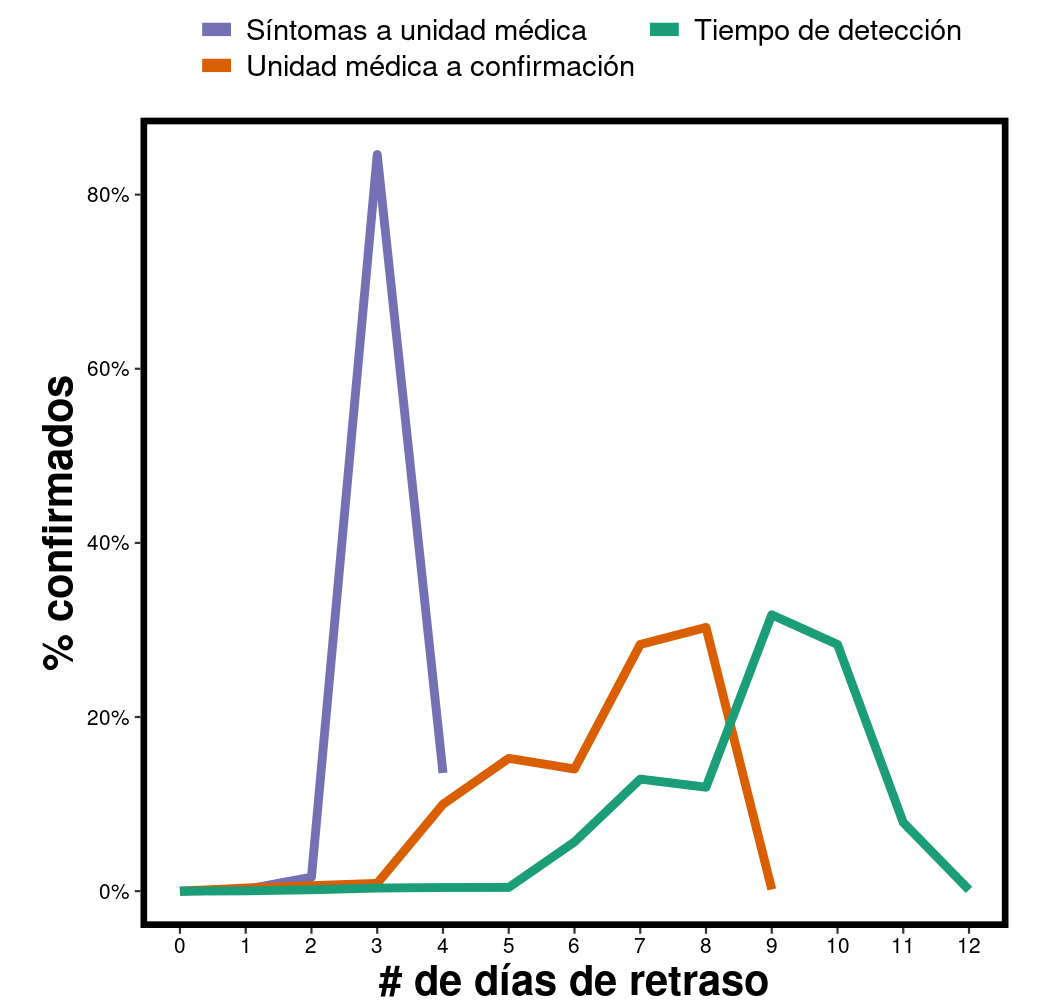 Síntomas a unidad médica
Tiempo de detección
Unidad médica a confirmación
% confirmados
80%
60%
40%
20%
0%
0 1 2 3 4 5 6 7 8 9 10 11 12
# de días de retraso